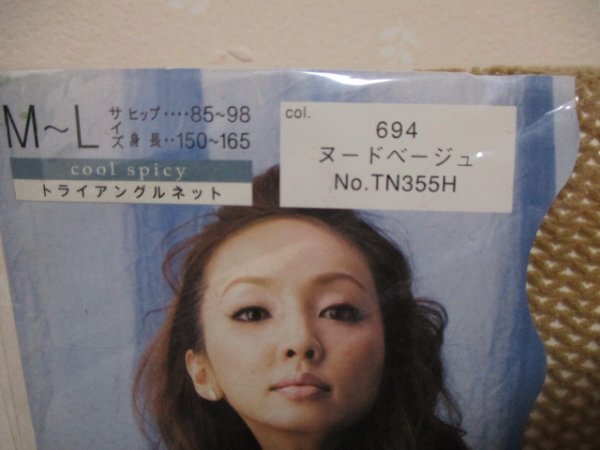 M～L サイズ ヒップ‥‥85～98
身長‥150～165
cool spicy
トライアングルネット
col.
694
ヌードベージュ
No.TN355H